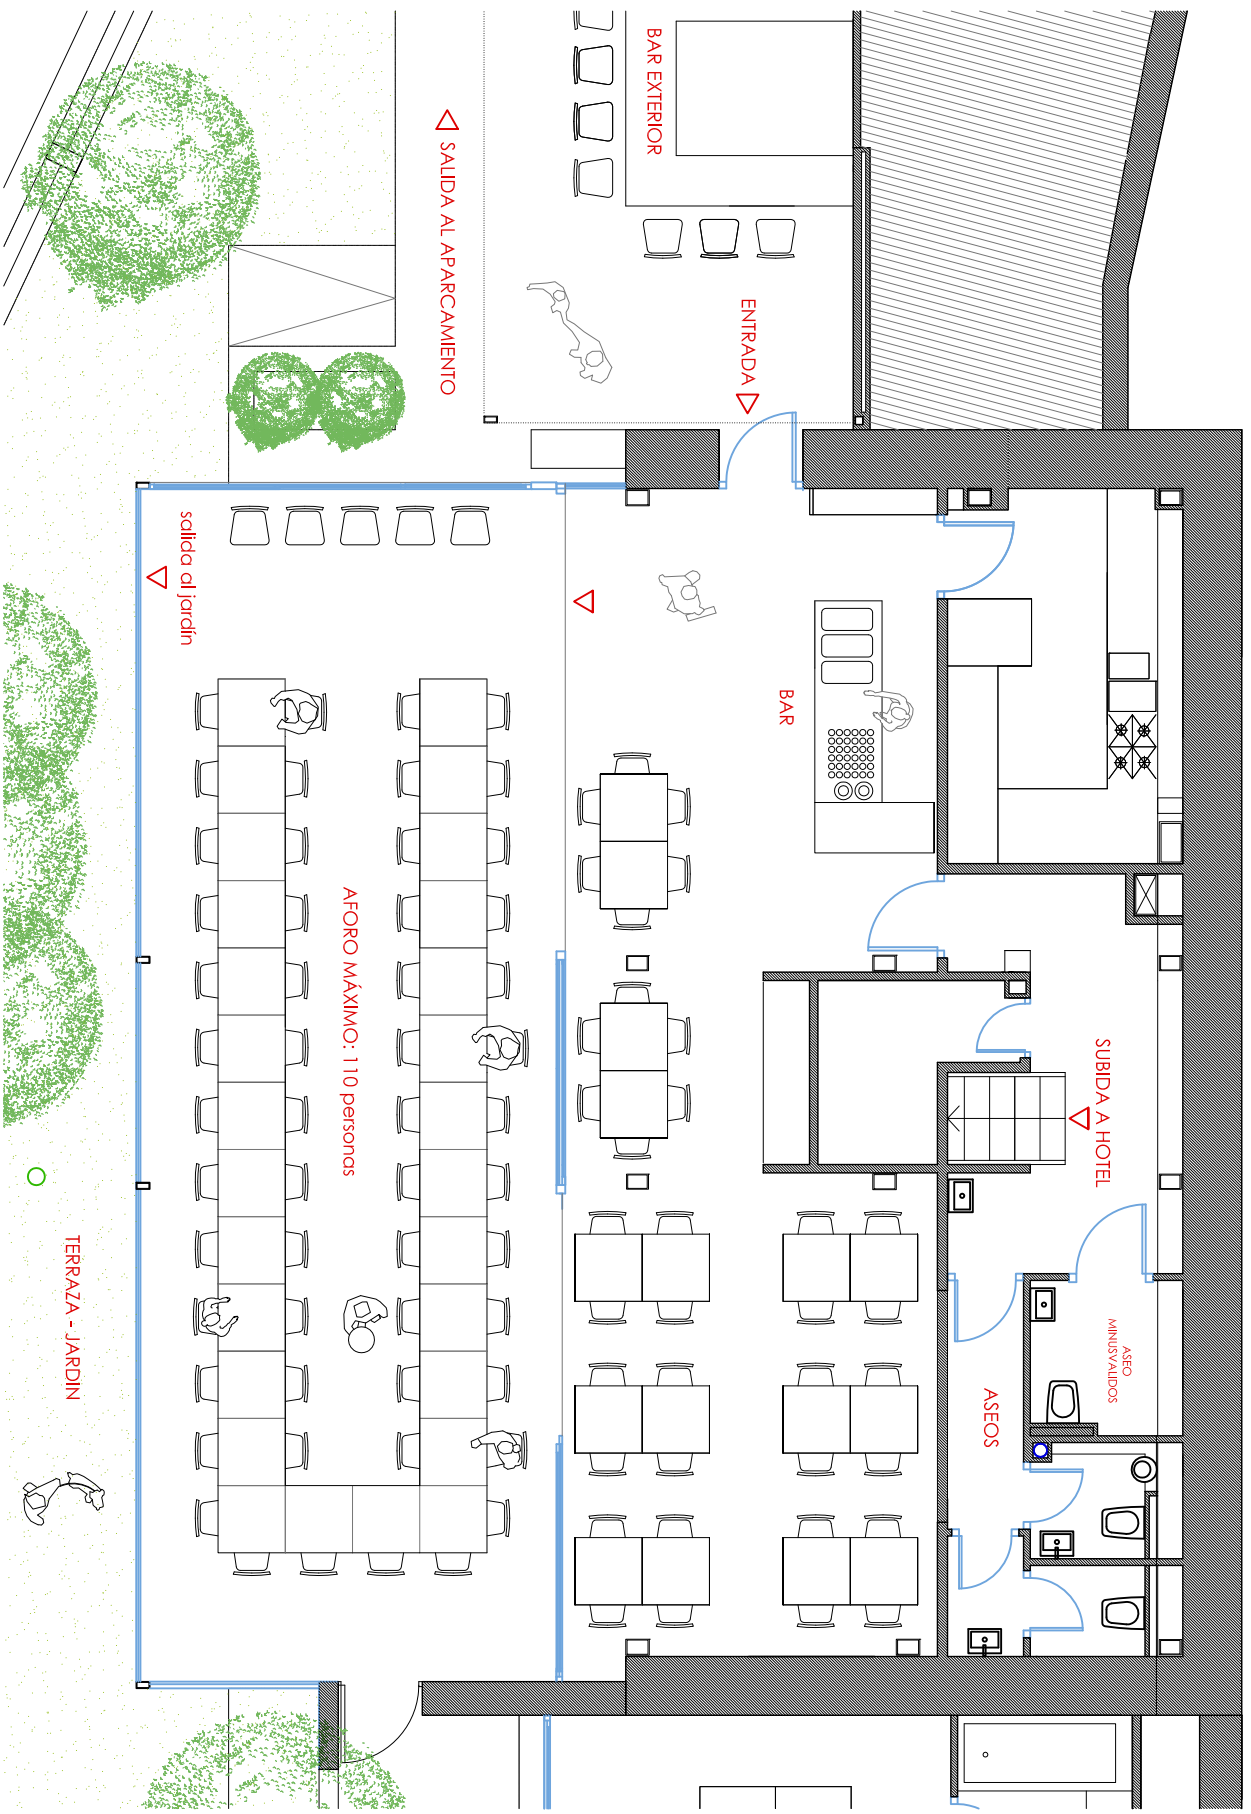 BAR EXTERIOR
SALIDA AL APARCAMIENTO
ENTRADA
salida al jardín
BAR
AFORO MÁXIMO: 110 personas
SUBIDA A HOTEL
TERRAZA - JARDIN
ASEO
MINUSVALIDOS
ASEOS